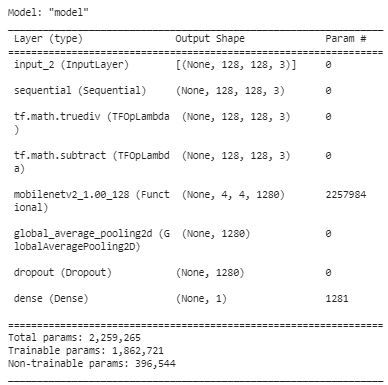 Model: "model"
Layer (type) Output Shape Param #
input_2 (InputLayer) [(None, 128, 128, 3)] 0
sequential (Sequential) (None, 128, 128, 3) 0
tf.math.truediv (TFOpLambda (None, 128, 128, 3) 0
)
tf.math.subtract (TFOpLambd (None, 128, 128, 3) 0
a)
mobilenetv2_1.00_128 (Funct (None, 4, 4, 1280) 2257984
ional)
global_average_pooling2d (G (None, 1280) 0
lobalAveragePooling2D)
dropout (Dropout) (None, 1280) 0
dense (Dense) (None, 1) 1281
Total params: 2,259,265
Trainable params: 1,862,721
Non-trainable params: 396,544